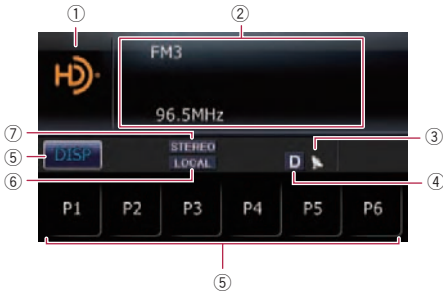 ① ②
FM3
HD
96.5MHz
⑦ STEREO ③
⑤ DISP
⑥ LOCAL D ④
P1 P2 P3 P4 P5 P6
⑤